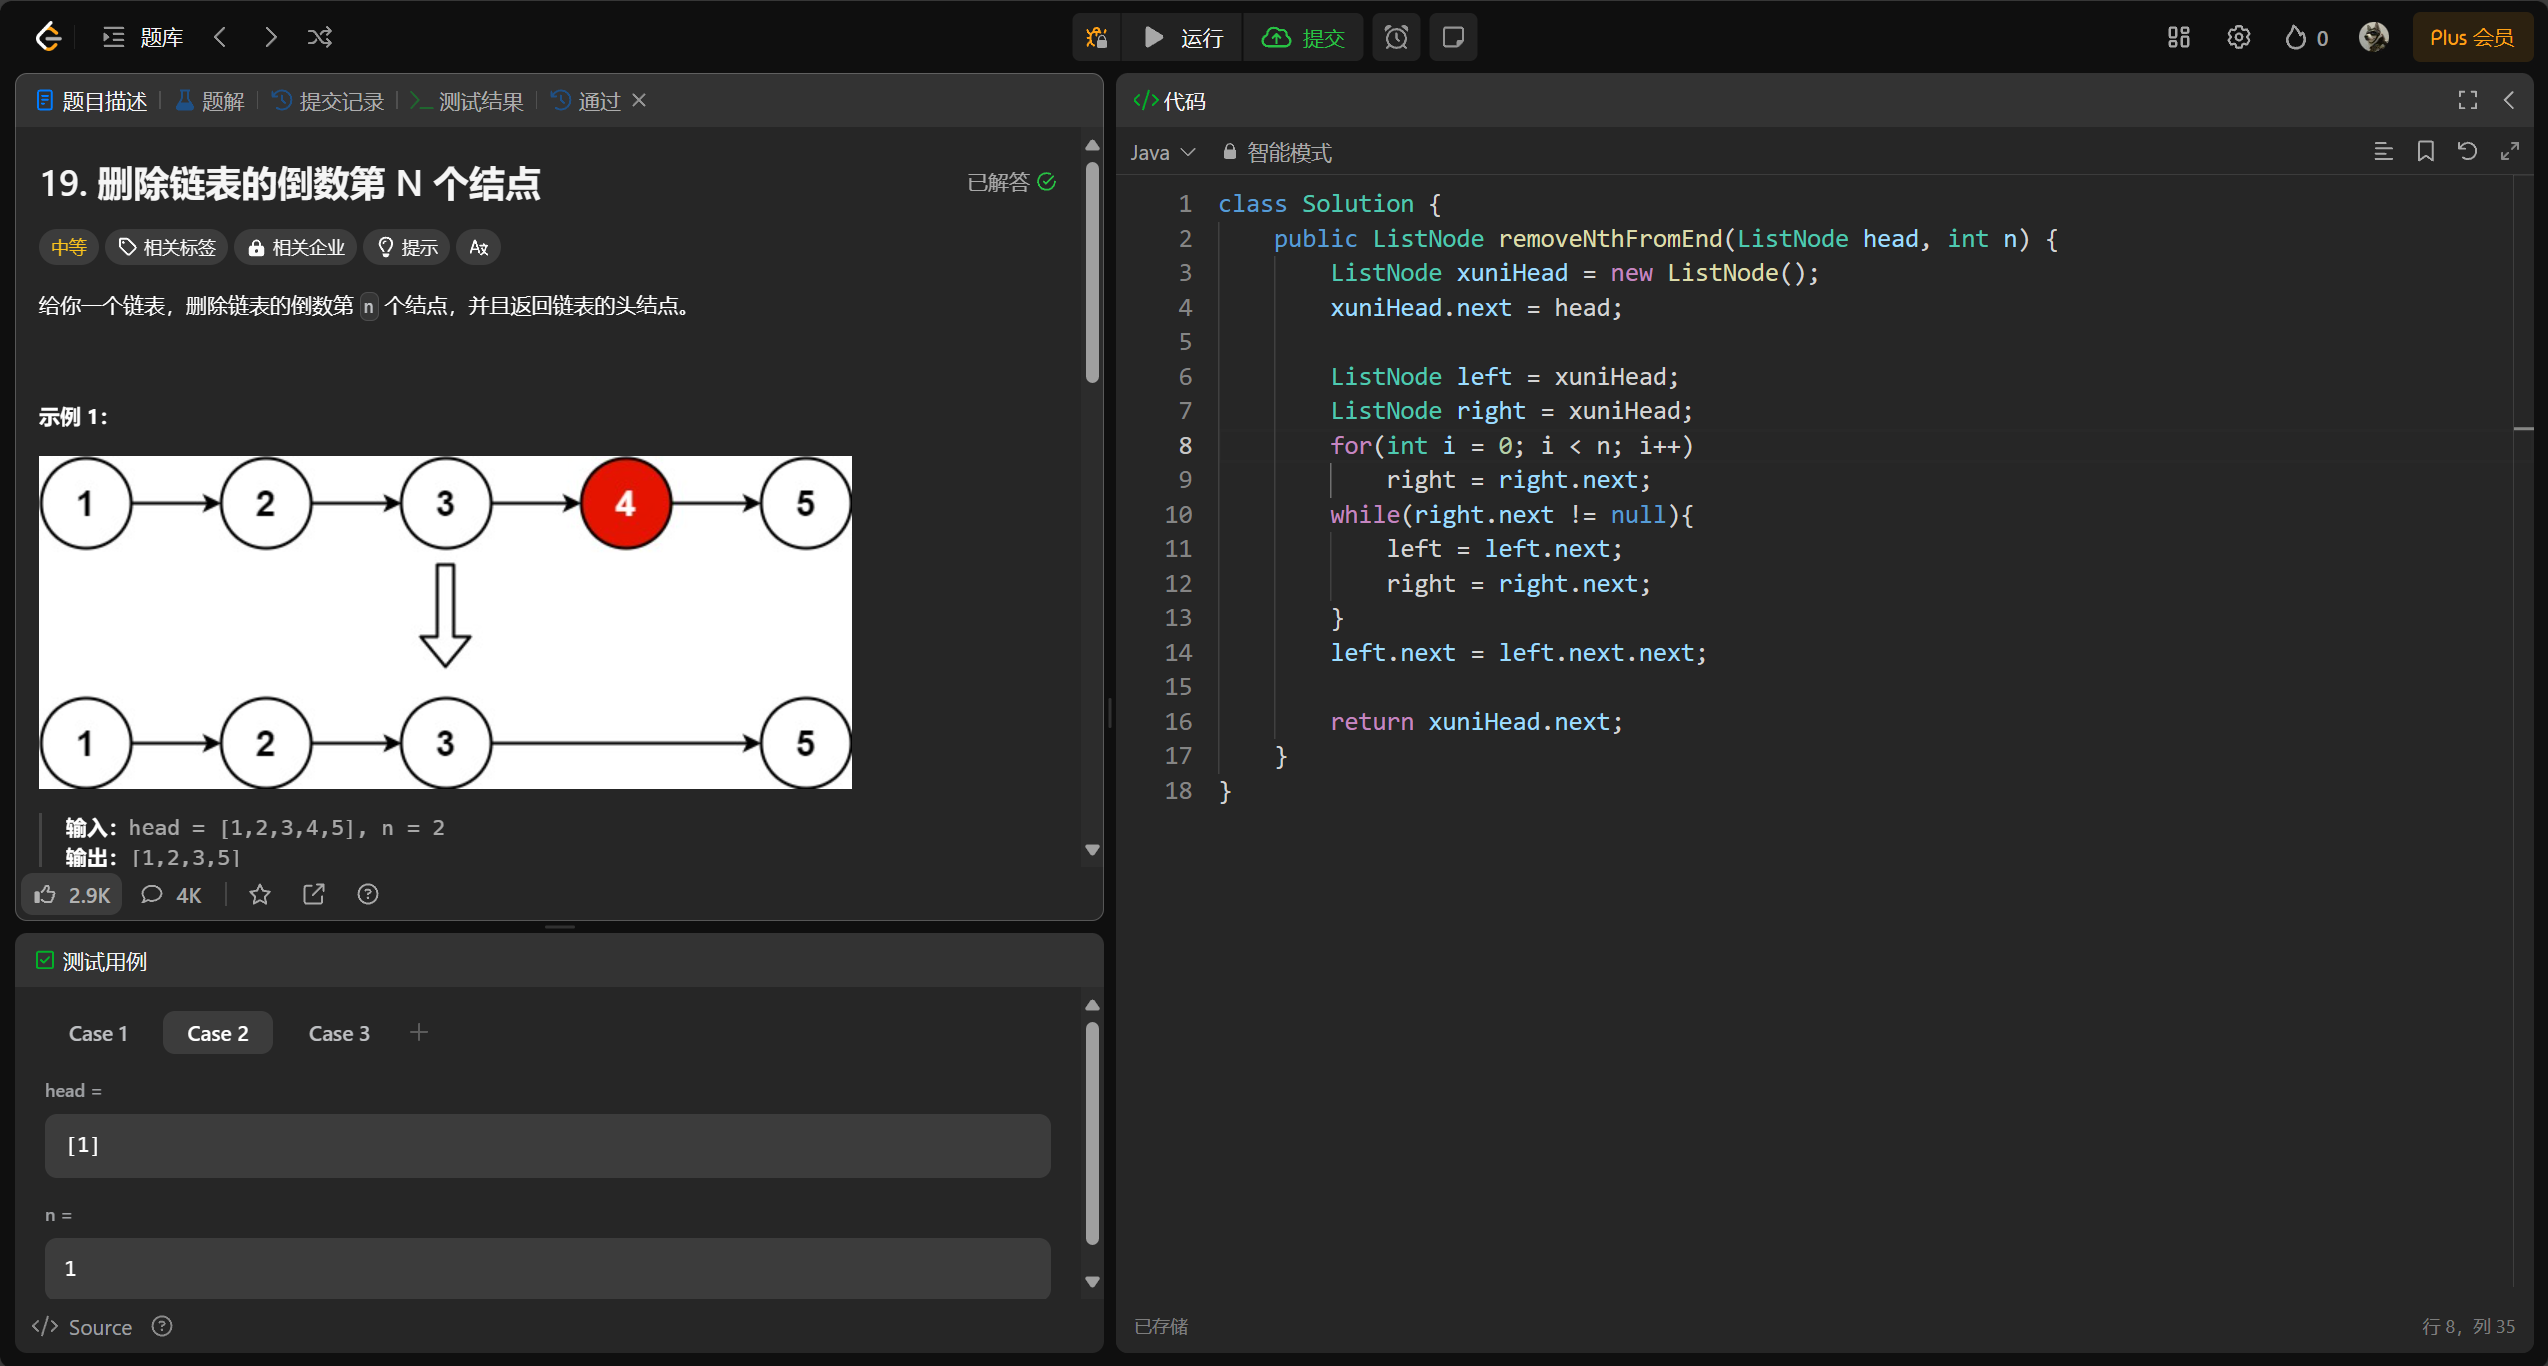 题库
运行
提交
0
Plus 会员
题目描述
题解
提交记录
测试结果
通过
19. 删除链表的倒数第 N 个结点
已解答
中等
相关标签
相关企业
提示
给你一个链表，删除链表的倒数第 n 个结点，并且返回链表的头结点。
示例 1：
1 2 3 4 5
1 2 3 5
输入：head = [1,2,3,4,5], n = 2
输出：[1,2,3,5]
2.9K
4K
测试用例
Case 1
Case 2
Case 3
head =
[1]
n =
1
</> Source
</> 代码
Java
智能模式
1 class Solution {
2     public ListNode removeNthFromEnd(ListNode head, int n) {
3         ListNode xuniHead = new ListNode();
4         xuniHead.next = head;
5
6         ListNode left = xuniHead;
7         ListNode right = xuniHead;
8         for(int i = 0; i < n; i++)
9             right = right.next;
10         while(right.next != null){
11             left = left.next;
12             right = right.next;
13         }
14         left.next = left.next.next;
15
16         return xuniHead.next;
17     }
18 }
已存储
行 8，列 35